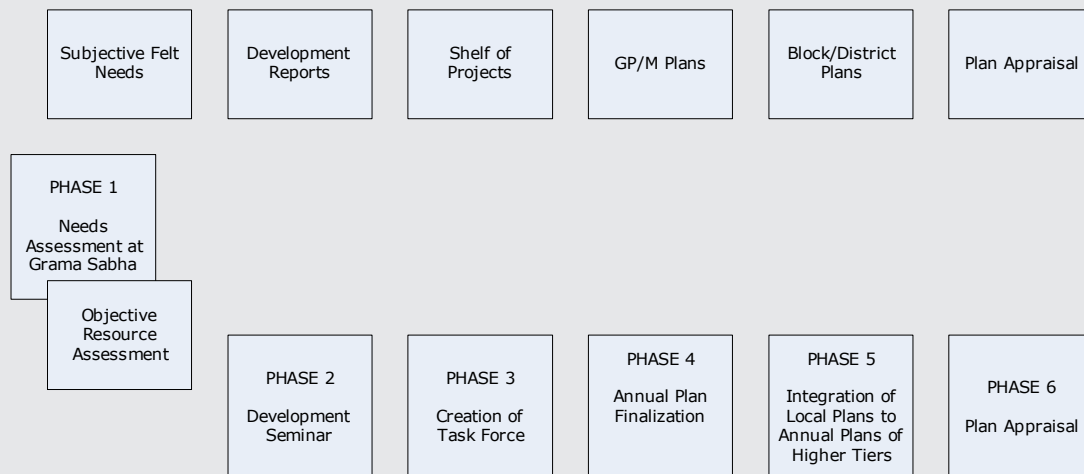 Subjective Felt
Needs
Development
Reports
Shelf of
Projects
GP/M Plans
Block/District
Plans
Plan Appraisal
PHASE 1
Needs
Assessment at
Grama Sabha
Objective
Resource
Assessment
PHASE 2
Development
Seminar
PHASE 3
Creation of
Task Force
PHASE 4
Annual Plan
Finalization
PHASE 5
Integration of
Local Plans to
Annual Plans of
Higher Tiers
PHASE 6
Plan Appraisal